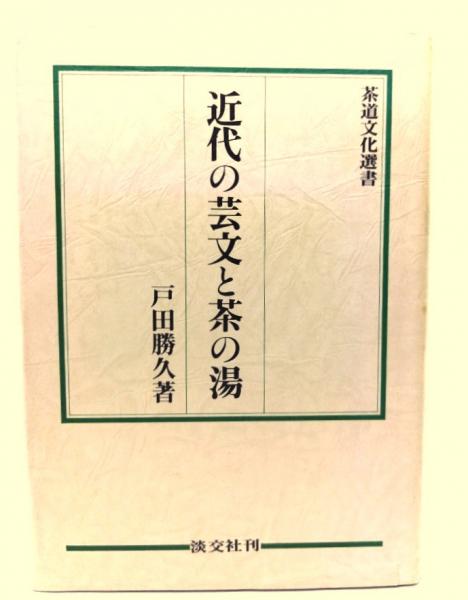 茶道文化選書
近代の芸文と茶の湯
戸田勝久著
淡交社刊